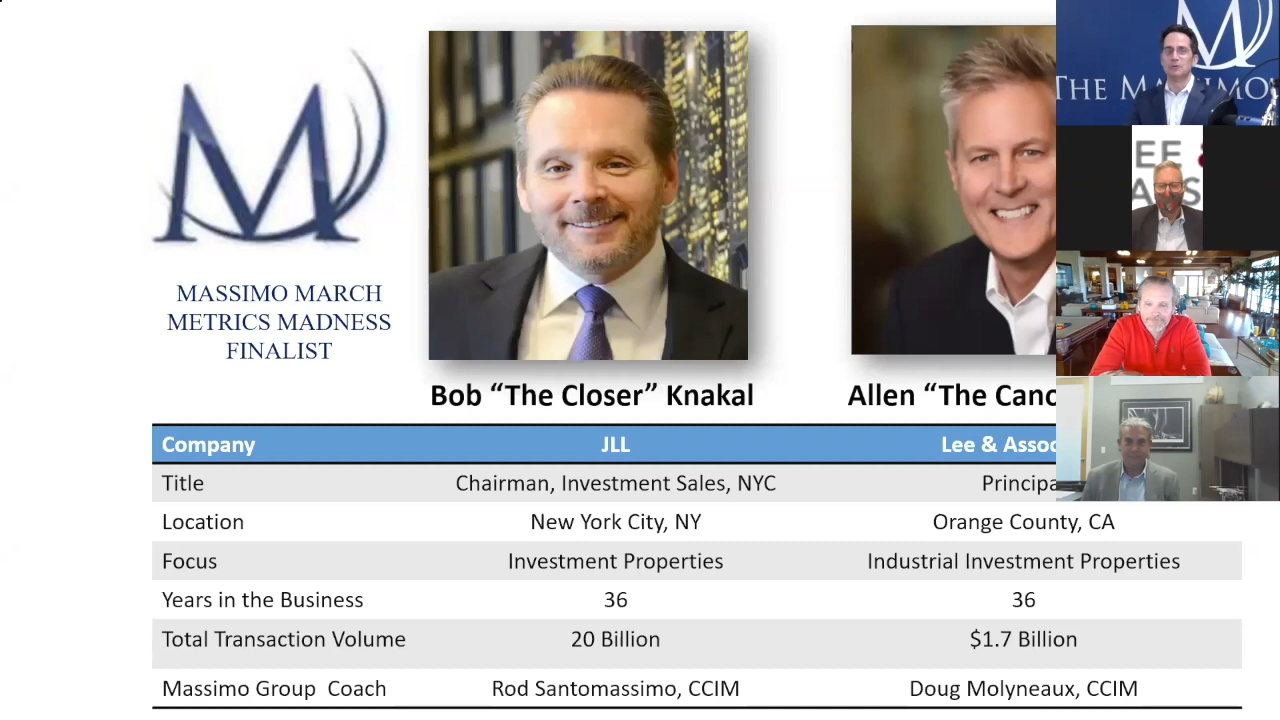 MASSIMO MARCH
METRICS MADNESS
FINALIST
Bob “The Closer” Knakal
Allen “The
Company JLL Lee &
Title Chairman, Investment Sales, NYC
Location New York City, NY Orange County, CA
Focus Investment Properties Industrial Investment Properties
Years in the Business 36 36
Total Transaction Volume 20 Billion $1.7 Billion
Massimo Group Coach Rod Santomassimo, CCIM Doug Molyneaux, CCIM
THE